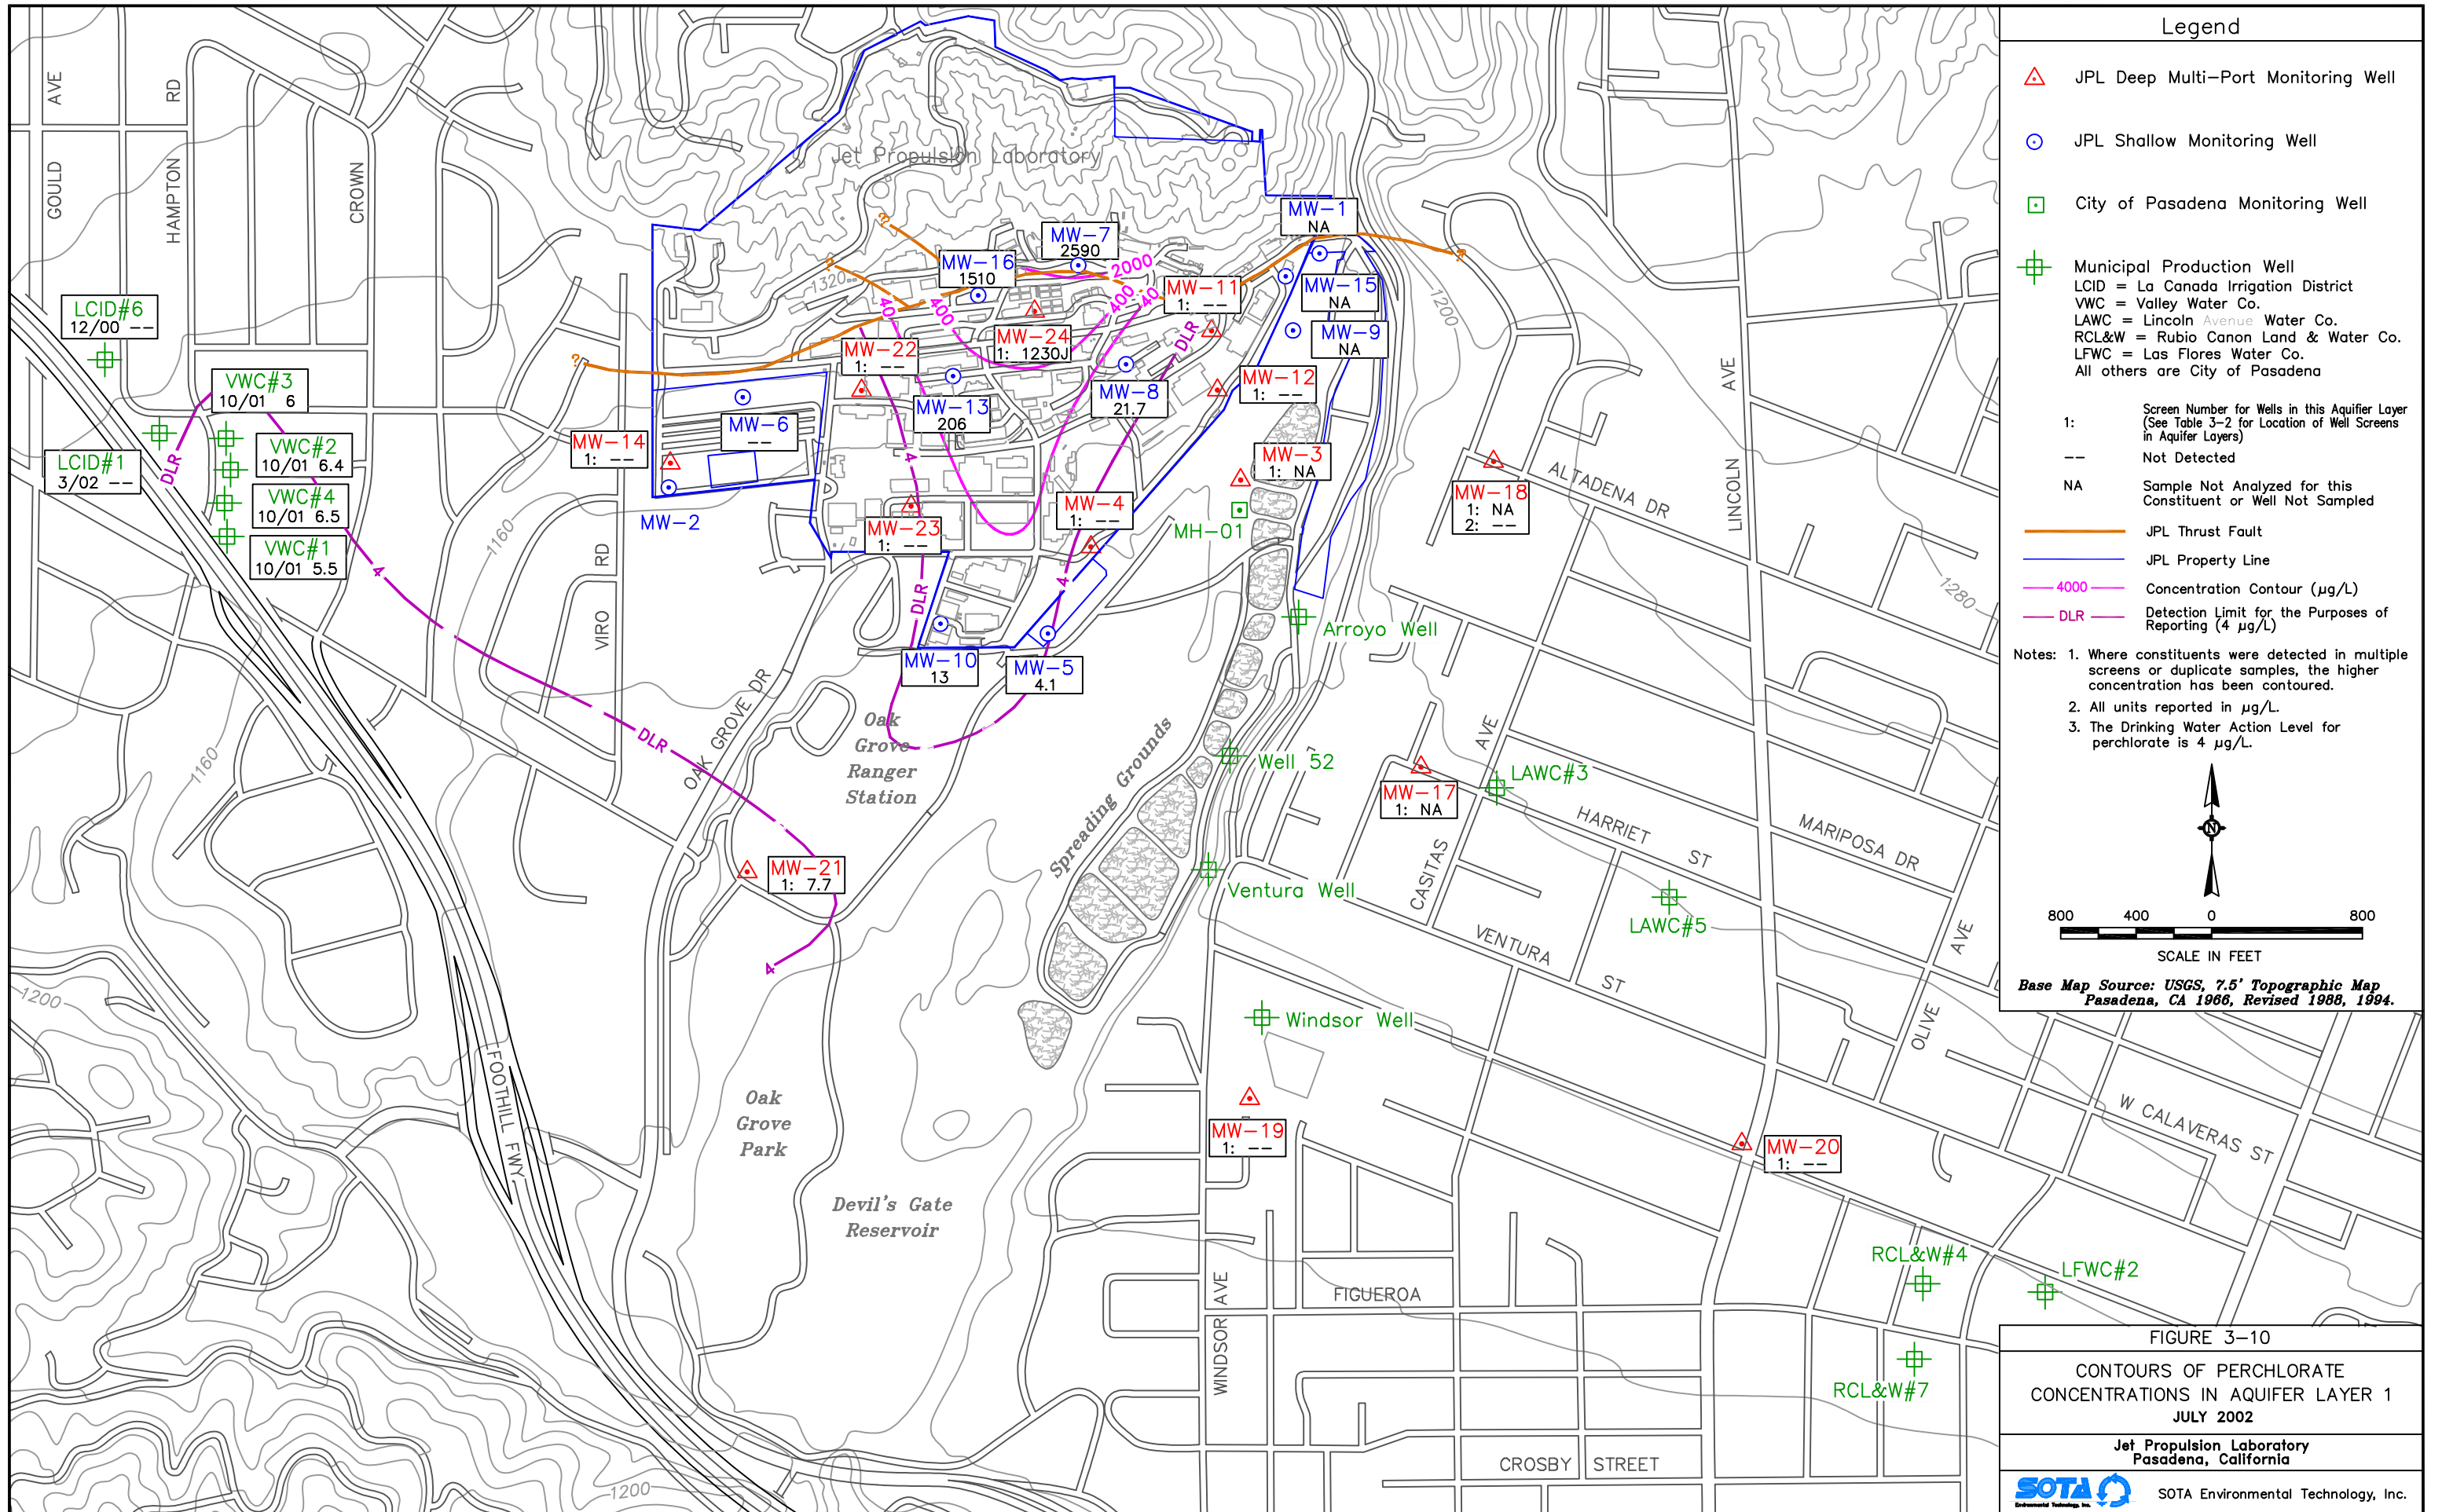 Legend
JPL Deep Multi-Port Monitoring Well
JPL Shallow Monitoring Well
City of Pasadena Monitoring Well
Municipal Production Well
LCID = La Canada Irrigation District
VWC = Valley Water Co.
LAWC = Lincoln Avenue Water Co.
RCL&W = Rubio Canon Land & Water Co.
LFWC = Las Flores Water Co.
All others are City of Pasadena
1:
Screen Number for Wells in this Aquifier Layer
(See Table 3-2 for Location of Well Screens
in Aquifer Layers)
-- Not Detected
NA Sample Not Analyzed for this
Constituent or Well Not Sampled
JPL Thrust Fault
JPL Property Line
4000 Concentration Contour (µg/L)
DLR Detection Limit for the Purposes of
Reporting (4 µg/L)
Notes: 1. Where constituents were detected in multiple
screens or duplicate samples, the higher
concentration has been contoured.
2. All units reported in µg/L.
3. The Drinking Water Action Level for
perchlorate is 4 µg/L.
N
800 400 0 800
SCALE IN FEET
Base Map Source: USGS, 7.5' Topographic Map
Pasadena, CA 1966, Revised 1988, 1994.
FIGURE 3-10
CONTOURS OF PERCHLORATE
CONCENTRATIONS IN AQUIFER LAYER 1
JULY 2002
Jet Propulsion Laboratory
Pasadena, California
SOTA
Environmental Technology, Inc.
SOTA Environmental Technology, Inc.
GOULD AVE
HAMPTON RD
CROWN
Jet Propulsion Laboratory
LCID#6
12/00 --
VWC#3
10/01 6
VWC#2
10/01 6.4
LCID#1
3/02 --
VWC#4
10/01 6.5
VWC#1
10/01 5.5
DLR
4
DLR
4
MW-1
NA
MW-7
2590
MW-16
1510
MW-11
1: --
MW-15
NA
MW-9
NA
MW-24
1: 1230J
MW-22
1: --
MW-12
1: --
MW-8
21.7
MW-13
206
MW-6
--
MW-14
1: --
MW-3
1: NA
MW-18
1: NA
2: --
MW-4
1: --
MW-2
MW-23
1: --
MH-01
MW-10
13
MW-5
4.1
MW-17
1: NA
MW-21
1: 7.7
MW-19
1: --
MW-20
1: --
?
?
?
?
?
2000
400
40
40
400
DLR
4
DLR
4
1320
1200
1160
1160
1280
1200
1200
VIRO RD
OAK GROVE DR
Oak
Grove
Ranger
Station
Spreading Grounds
Arroyo Well
Well 52
Ventura Well
Windsor Well
LAWC#3
LAWC#5
ALTADENA DR
LINCOLN AVE
CASITAS AVE
HARRIET ST
MARIPOSA DR
VENTURA ST
OLIVE AVE
W CALAVERAS ST
FOOTHILL FWY
Oak
Grove
Park
Devil's Gate
Reservoir
WINDSOR AVE
FIGUEROA
CROSBY STREET
RCL&W#4
LFWC#2
RCL&W#7